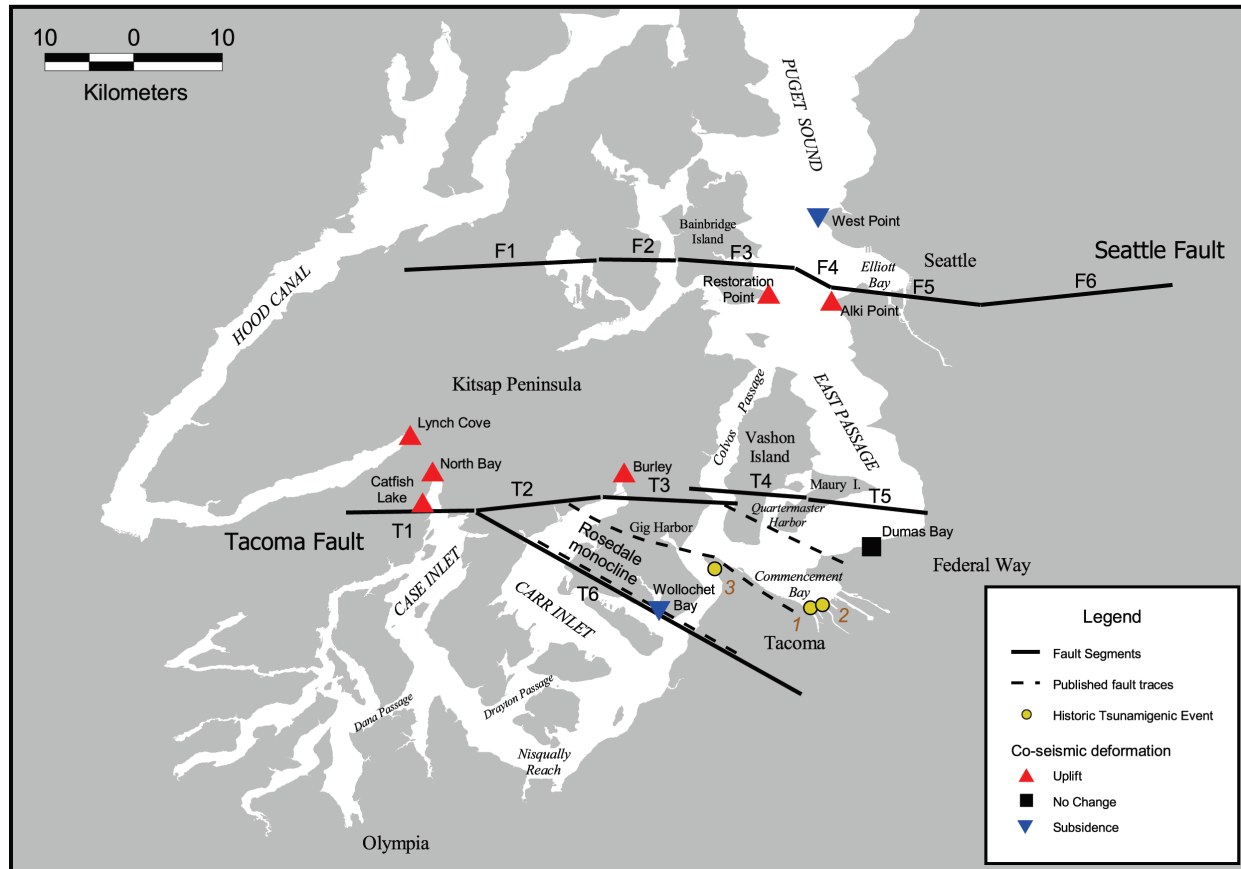 10 0 10
Kilometers
PUGET SOUND
West Point
Bainbridge
Island
F1
F2
F3
F4
Elliott
Bay
Seattle
F5
Seattle Fault
F6
Restoration
Point
Alki Point
HOOD CANAL
Kitsap Peninsula
Colvos Passage
EAST PASSAGE
Lynch Cove
Vashon
Island
North Bay
Burley
Catfish
Lake
T1
T2
T3
T4
Maury I.
T5
Quartermaster
Harbor
Tacoma Fault
Gig Harbor
Dumas Bay
Rosedale
monocline
Federal Way
CASE INLET
CARR INLET
T6
Wollochet
Bay
3
Commencement
Bay
1
2
Tacoma
Dana Passage
Drayton Passage
Nisqually
Reach
Olympia
Legend
Fault Segments
Published fault traces
Historic Tsunamigenic Event
Co-seismic deformation
Uplift
No Change
Subsidence